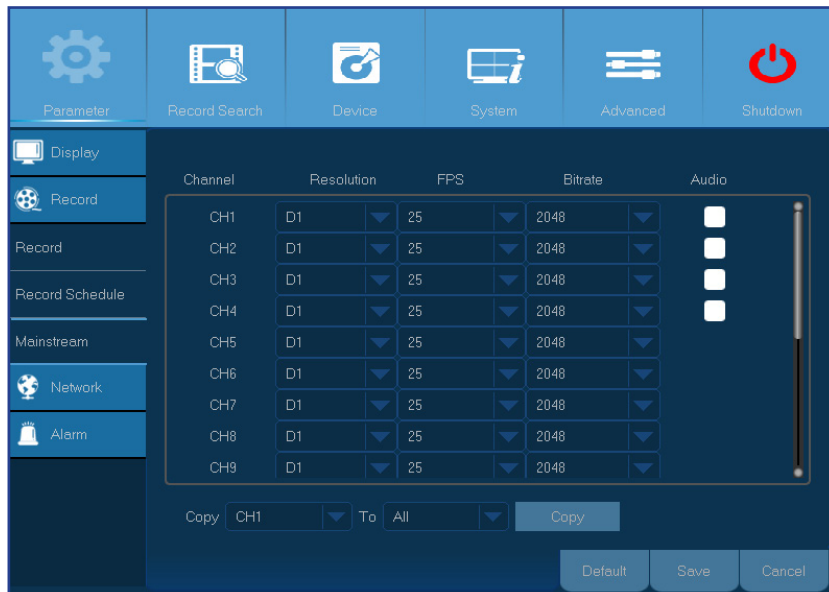 Parameter Record Search Device System Advanced Shutdown
Display
Record
Record
Record Schedule
Mainstream
Network
Alarm
Channel Resolution FPS Bitrate Audio
CH1 D1 25 2048
CH2 D1 25 2048
CH3 D1 25 2048
CH4 D1 25 2048
CH5 D1 25 2048
CH6 D1 25 2048
CH7 D1 25 2048
CH8 D1 25 2048
CH9 D1 25 2048
Copy CH1 To All Copy
Default Save Cancel